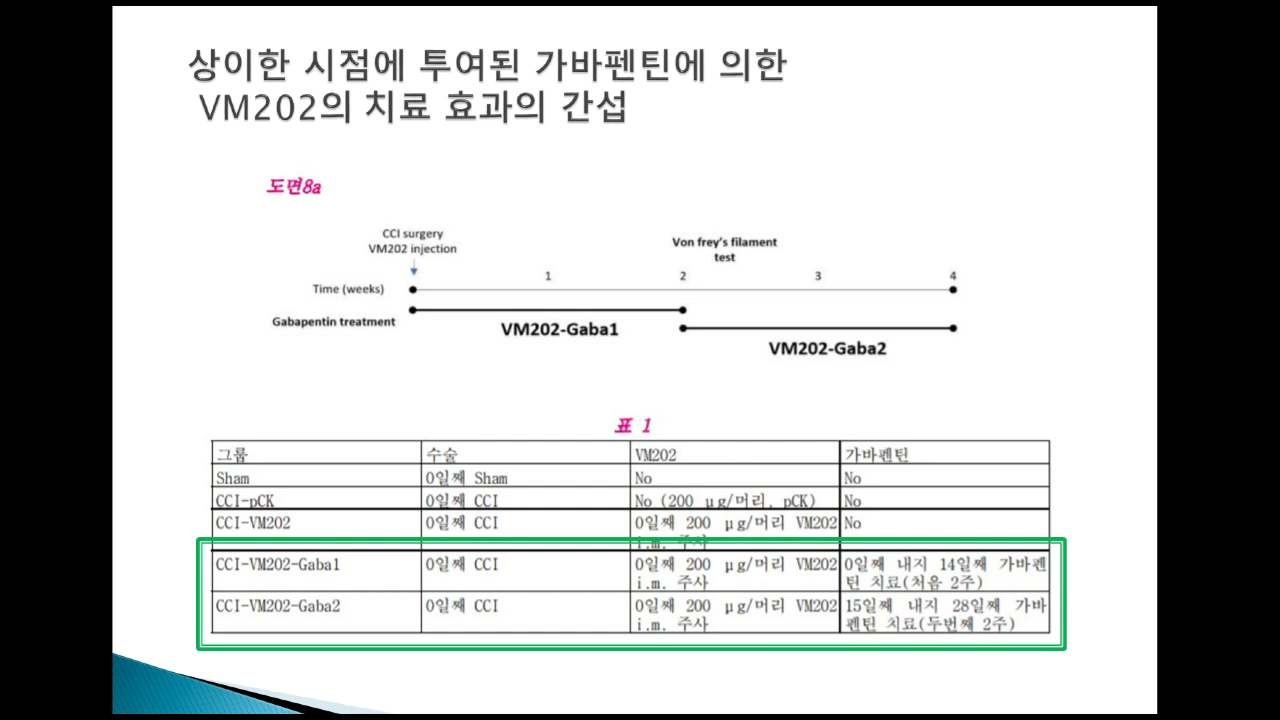 상이한 시점에 투여된 가바펜틴에 의한
VM202의 치료 효과의 간섭
도면8a
CCI surgery
VM202 injection
Von frey's filament
test
1 2 3 4
Time (weeks)
Gabapentin treatment
VM202-Gaba1
VM202-Gaba2
표 1
그룹 수술 VM202 가바펜틴
Sham 0일째 Sham No No
CCI-pCK 0일째 CCI No (200 μg/머리, pCK) No
CCI-VM202 0일째 CCI 0일째 200 μg/머리 VM202 No
i.m. 주사
CCI-VM202-Gaba1 0일째 CCI 0일째 200 μg/머리 VM202 0일째 내지 14일째 가바펜
i.m. 주사 틴 치료(처음 2주)
CCI-VM202-Gaba2 0일째 CCI 0일째 200 μg/머리 VM202 15일째 내지 28일째 가바
i.m. 주사 펜틴 치료(두번째 2주)